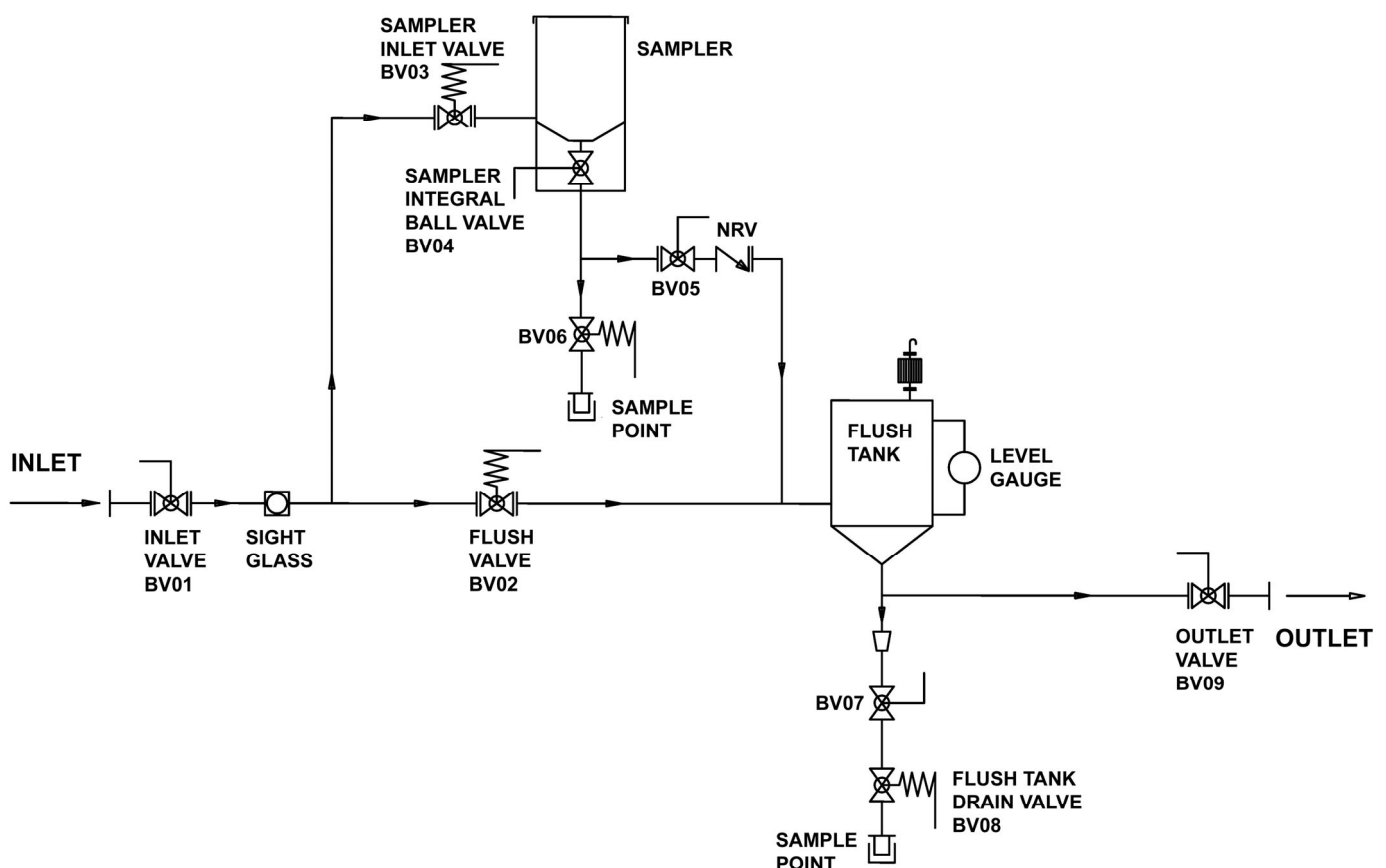 SAMPLER
INLET VALVE
BV03
SAMPLER
SAMPLER
INTEGRAL
BALL VALVE
BV04
NRV
BV05
BV06
SAMPLE
POINT
FLUSH
TANK
LEVEL
GAUGE
INLET
INLET
VALVE
BV01
SIGHT
GLASS
FLUSH
VALVE
BV02
OUTLET
VALVE
BV09
OUTLET
BV07
FLUSH TANK
DRAIN VALVE
BV08
SAMPLE
POINT